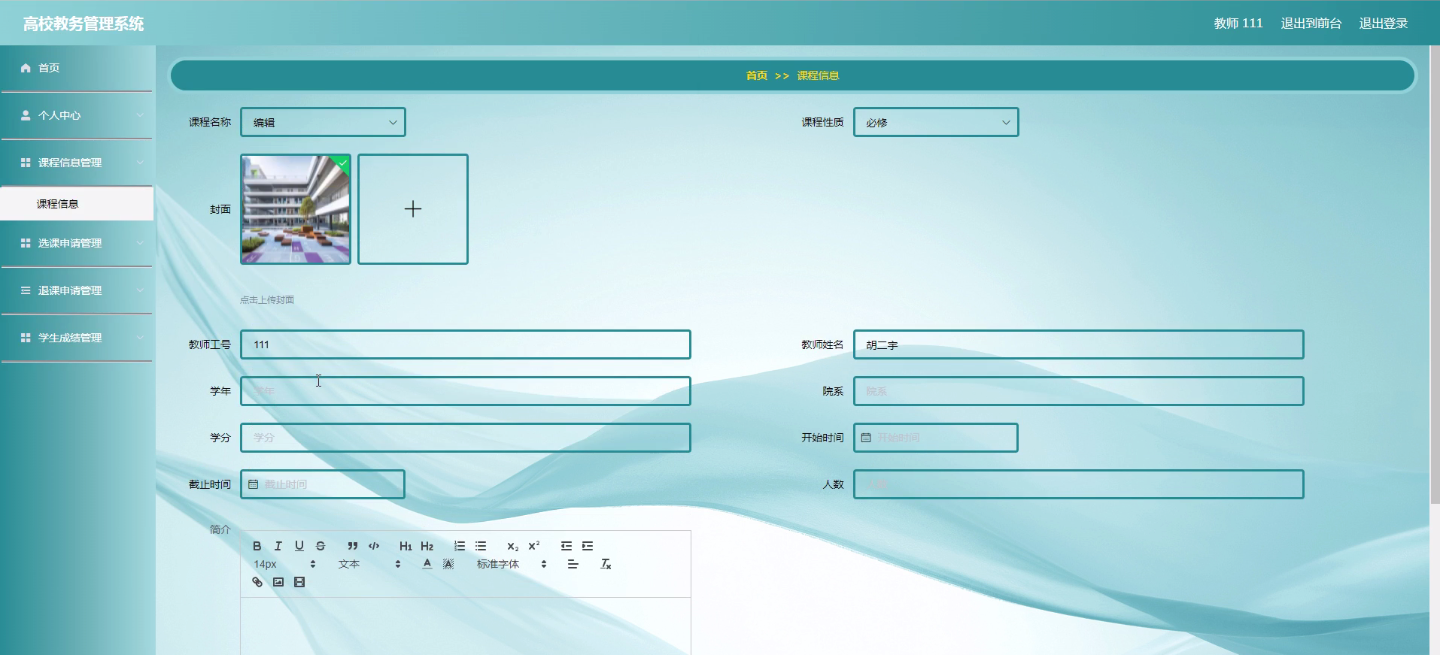 高校教务管理系统
教师 111 退出到前台 退出登录
首页
个人中心
课程信息管理
课程信息
选课申请管理
退课申请管理
学生成绩管理
首页 >> 课程信息
课程名称 编辑 课程性质 必修
封面
点击上传封面
教师工号 111 教师姓名 胡二宇
学年 学年 院系 院系
学分 学分 开始时间 开始时间
截止时间 截止时间 人数
简介
B I U S H1 H2 X₂ X²
14px 文本 A A 标准字体 Tx